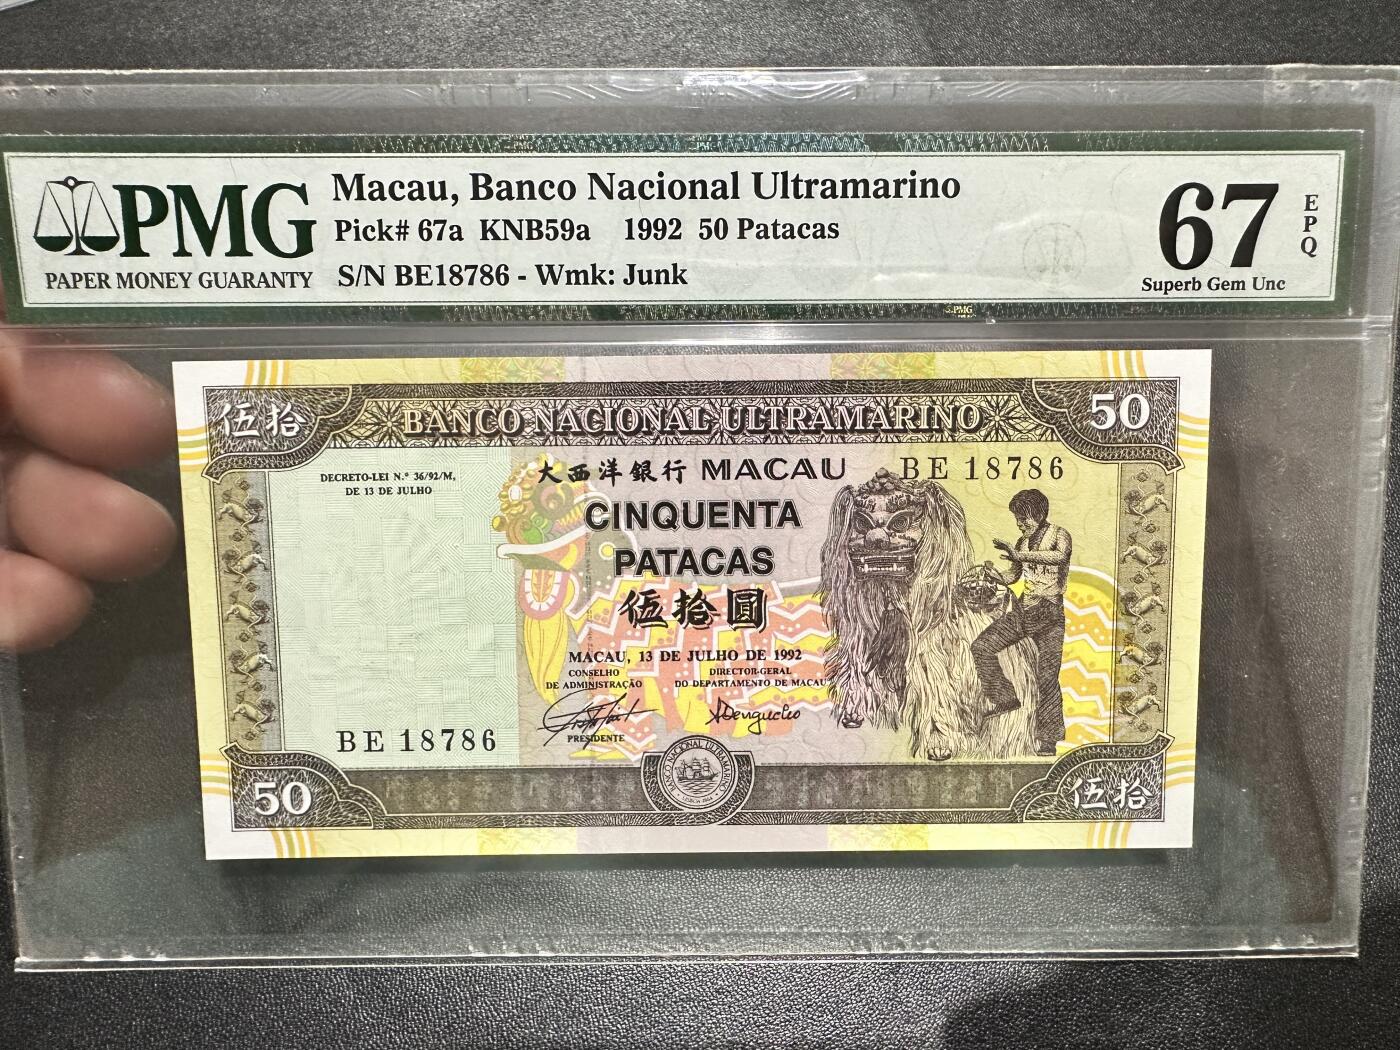 PMG
PAPER MONEY GUARANTY
Macau, Banco Nacional Ultramarino
Pick# 67a KNB59a 1992 50 Patacas
S/N BE18786 - Wmk: Junk
67
EPQ
Superb Gem Unc
伍拾
BANCO NACIONAL ULTRAMARINO
50
DECRETO-LEI N.º 36/92/M,
DE 13 DE JULHO
大西洋銀行 MACAU
BE 18786
CINQUENTA
PATACAS
伍拾圓
MACAU, 13 DE JULHO DE 1992
CONSELHO
DE ADMINISTRAÇÃO
DIRECTOR-GERAL
DO DEPARTAMENTO DE MACAU
PRESIDENTE
BE 18786
BANCO NACIONAL ULTRAMARINO
50
伍拾